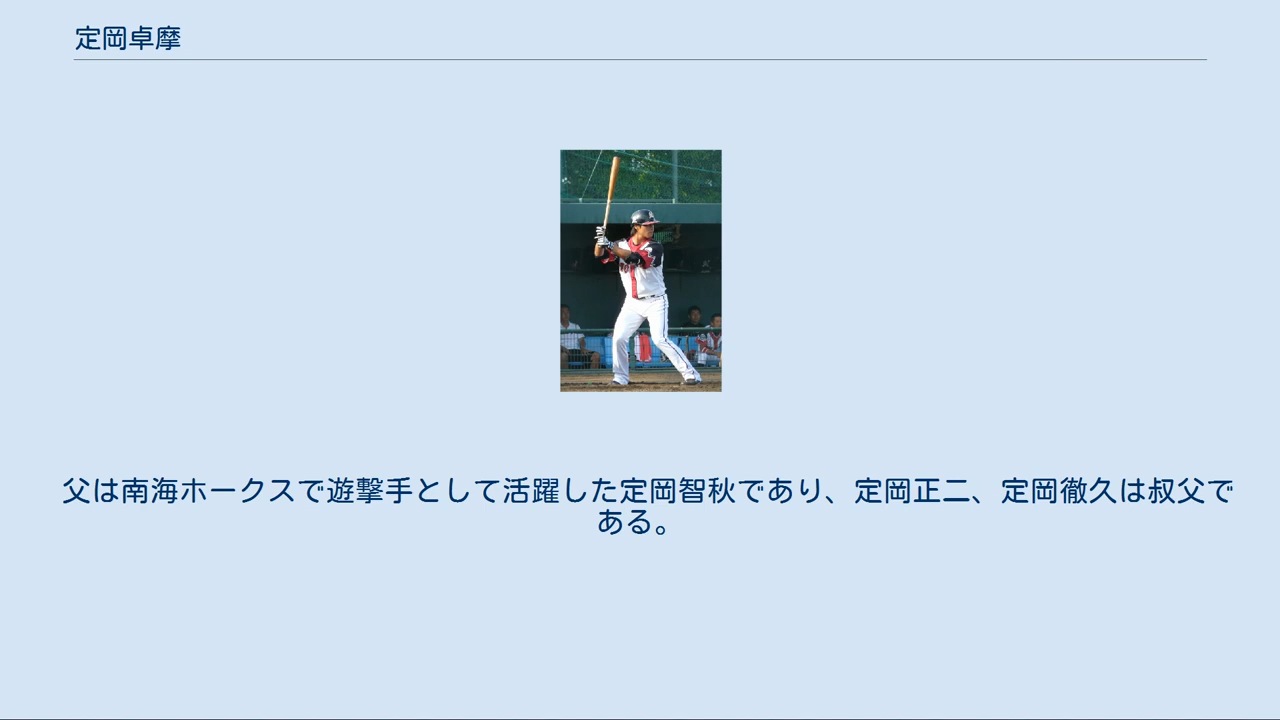 定岡卓摩
父は南海ホークスで遊撃手として活躍した定岡智秋であり、定岡正二、定岡徹久は叔父で
ある。